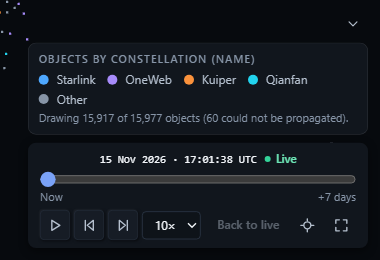 OBJECTS BY CONSTELLATION (NAME)
Starlink OneWeb Kuiper Qianfan
Other
Drawing 15,917 of 15,977 objects (60 could not be propagated).
15 Nov 2026 · 17:01:38 UTC Live
Now +7 days
10× Back to live